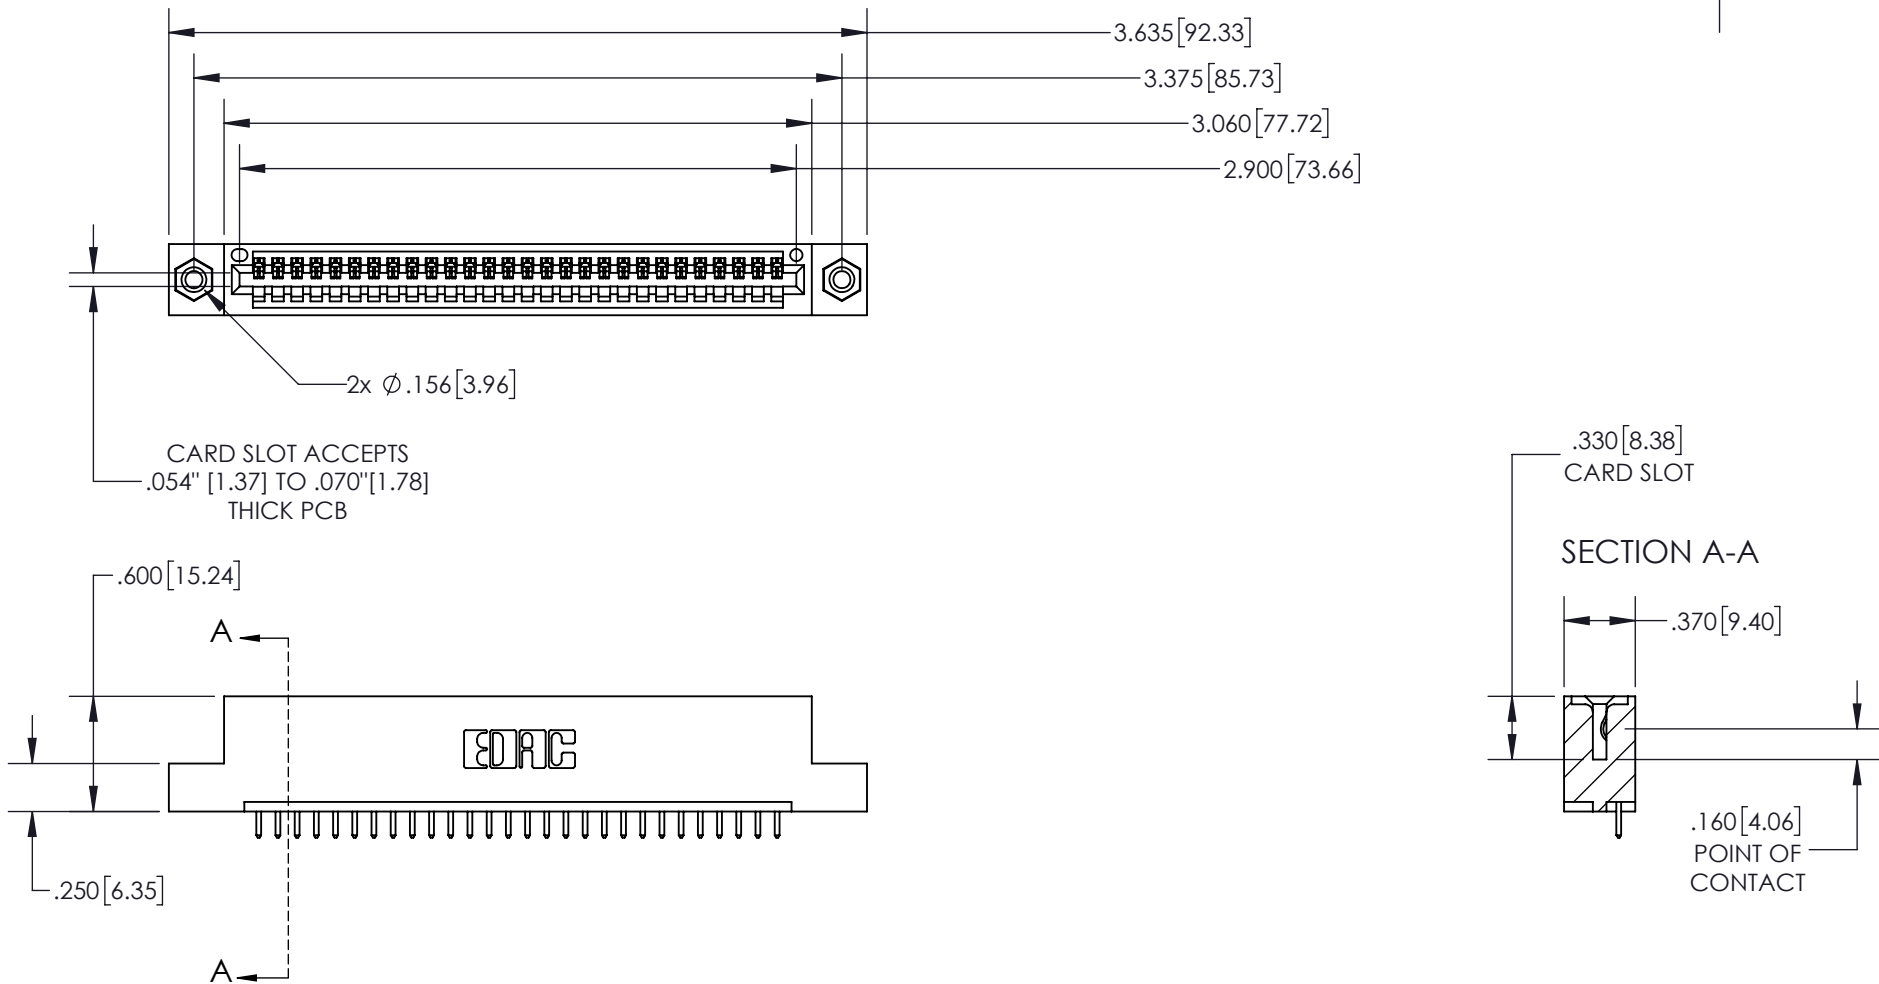 3.635[92.33]
3.375[85.73]
3.060[77.72]
2.900[73.66]
2x ∅.156[3.96]
CARD SLOT ACCEPTS
.054" [1.37] TO .070"[1.78]
THICK PCB
.330[8.38]
CARD SLOT
SECTION A-A
.600[15.24]
A
.370[9.40]
EDAC
.160[4.06]
POINT OF
CONTACT
.250[6.35]
A